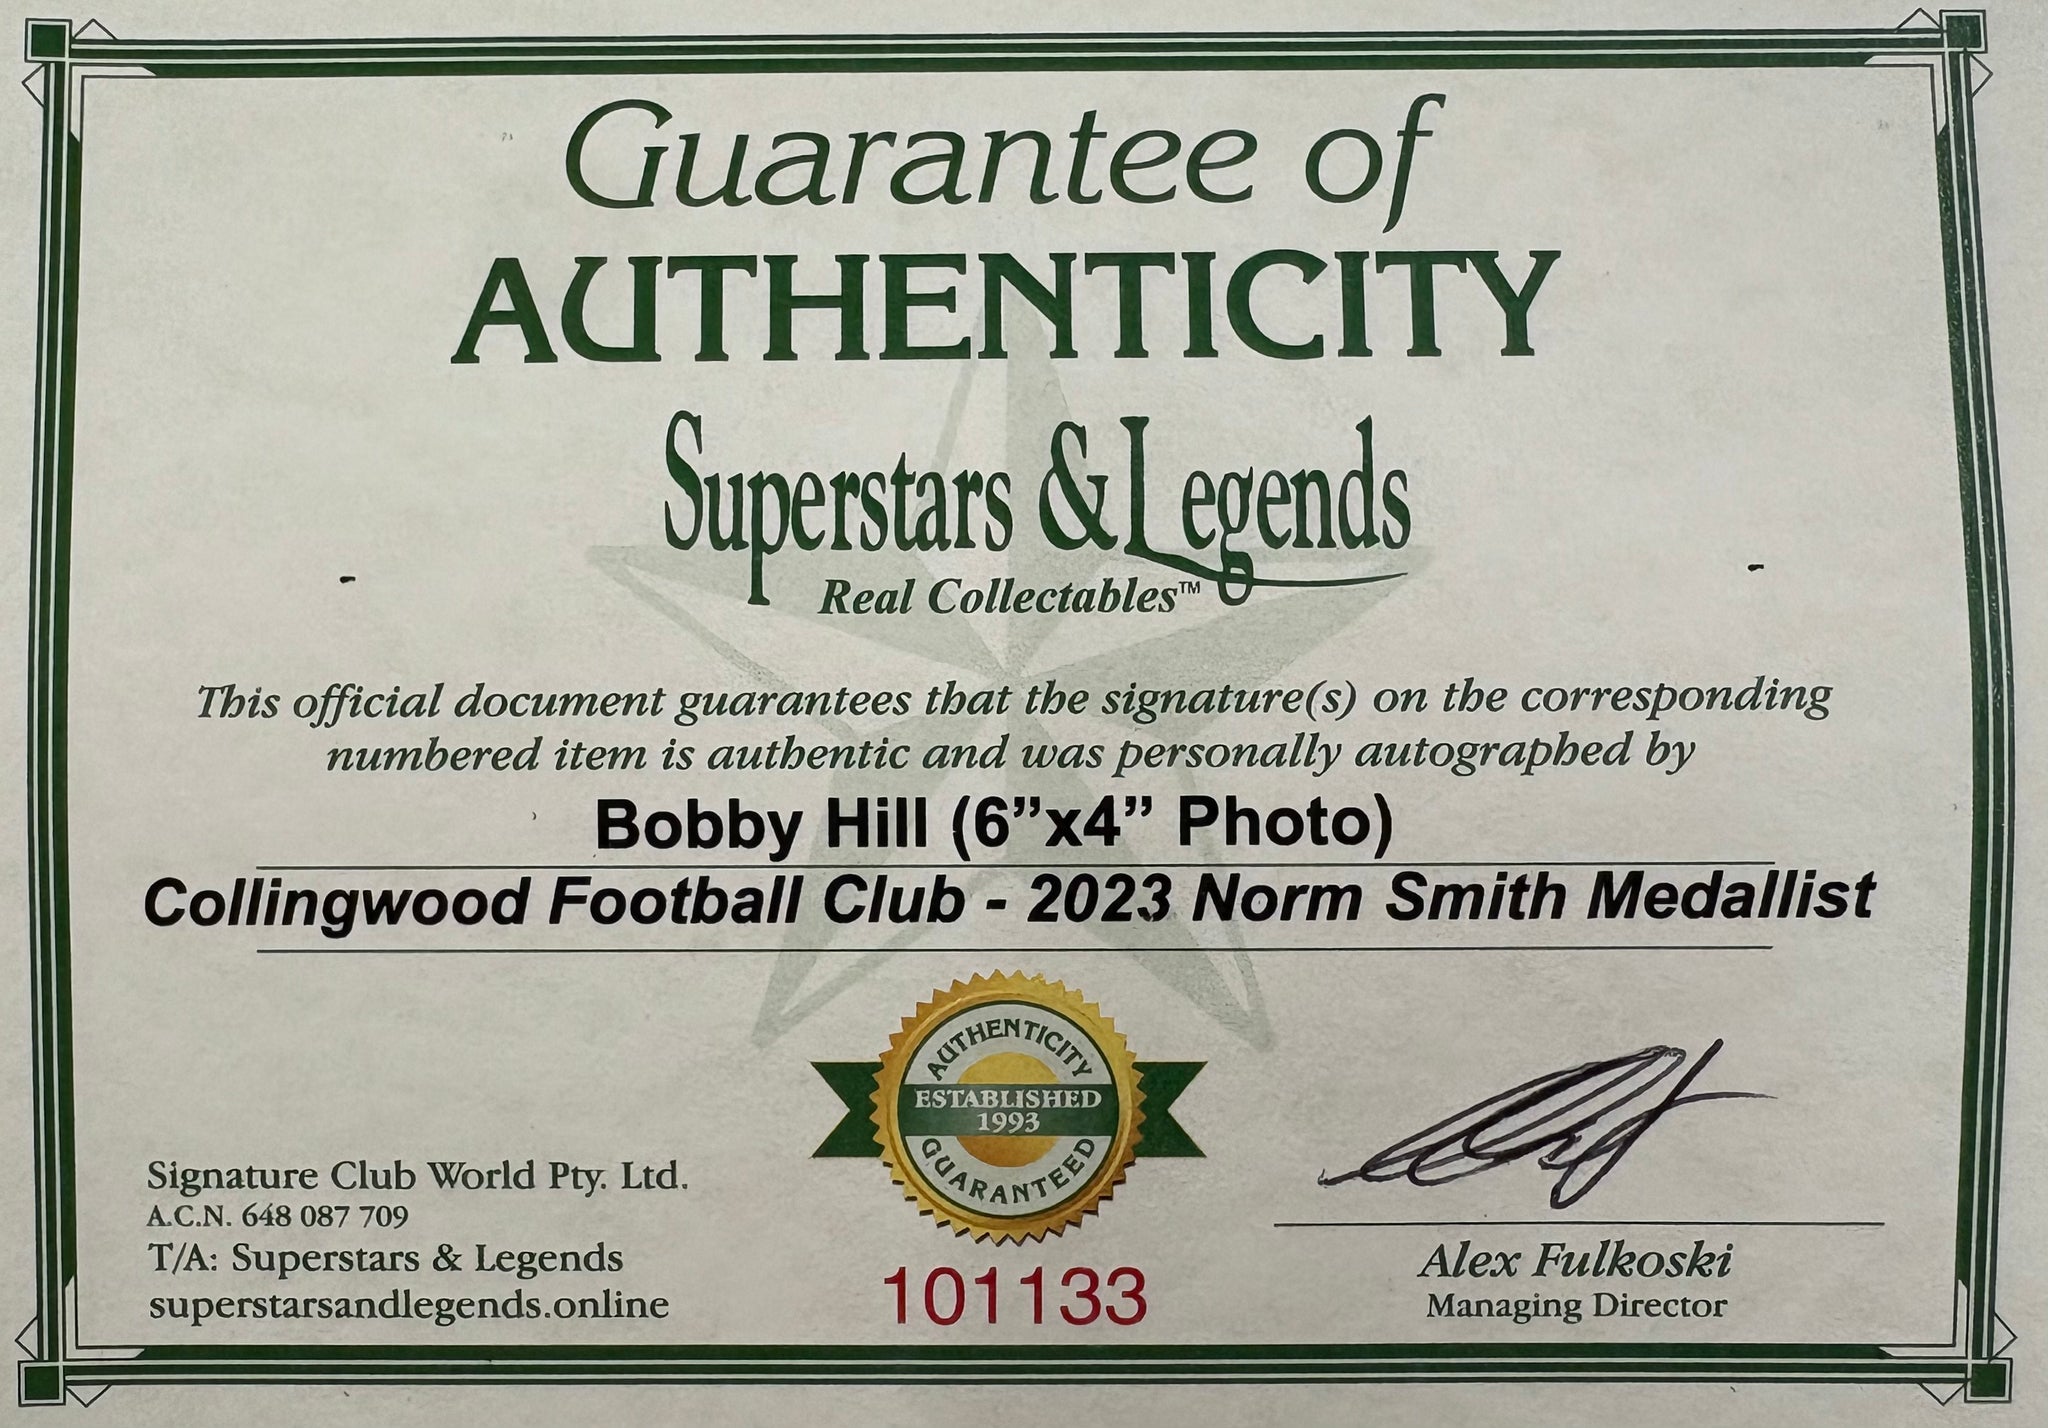 Guarantee of
AUTHENTICITY
Superstars & Legends
Real Collectables™
This official document guarantees that the signature(s) on the corresponding
numbered item is authentic and was personally autographed by
Bobby Hill (6”x4” Photo)
Collingwood Football Club - 2023 Norm Smith Medallist
AUTHENTICITY
ESTABLISHED
1993
GUARANTEED
101133
Signature Club World Pty. Ltd.
A.C.N. 648 087 709
T/A: Superstars & Legends
superstarsandlegends.online
Alex Fulkoski
Managing Director